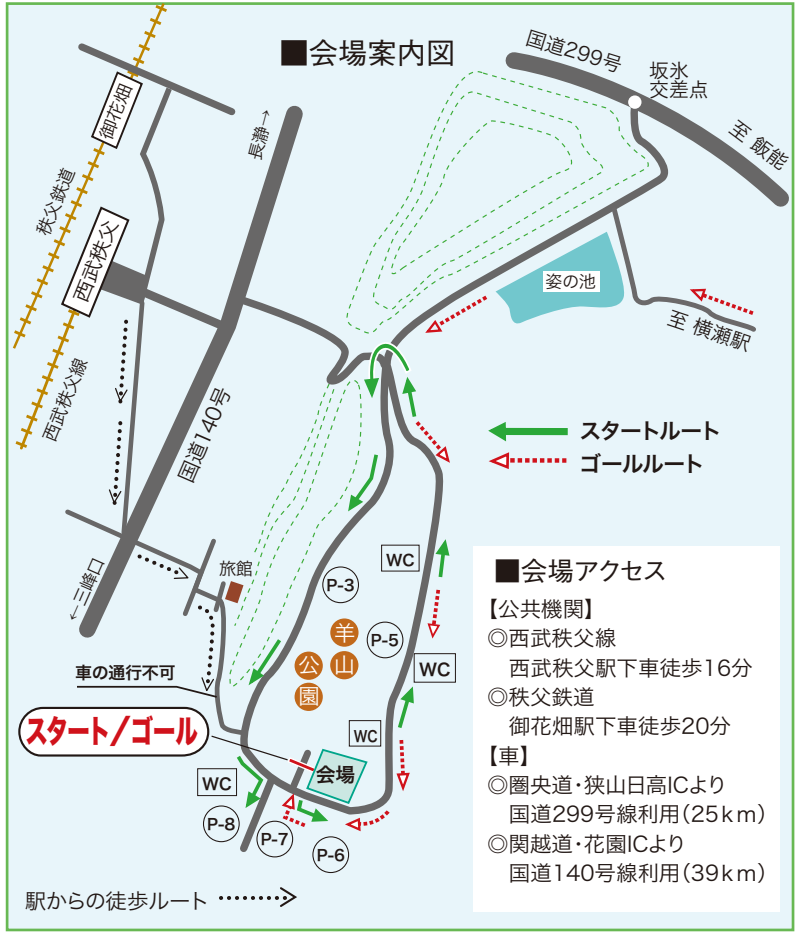 ■会場案内図
国道299号
坂氷
交差点
至 飯能
御花畑
長瀞→
秩父鉄道
西武秩父
姿の池
至 横瀬駅
西武秩父線
国道140号
スタートルート
ゴールルート
WC
旅館
P-3
←三峰口
羊
山
公
園
P-5
WC
車の通行不可
スタート/ゴール
WC
会場
WC
P-8
P-7
P-6
駅からの徒歩ルート
■会場アクセス
【公共機関】
◎西武秩父線
西武秩父駅下車徒歩16分
◎秩父鉄道
御花畑駅下車徒歩20分
【車】
◎圏央道・狭山日高ICより
国道299号線利用(25km)
◎関越道・花園ICより
国道140号線利用(39km)